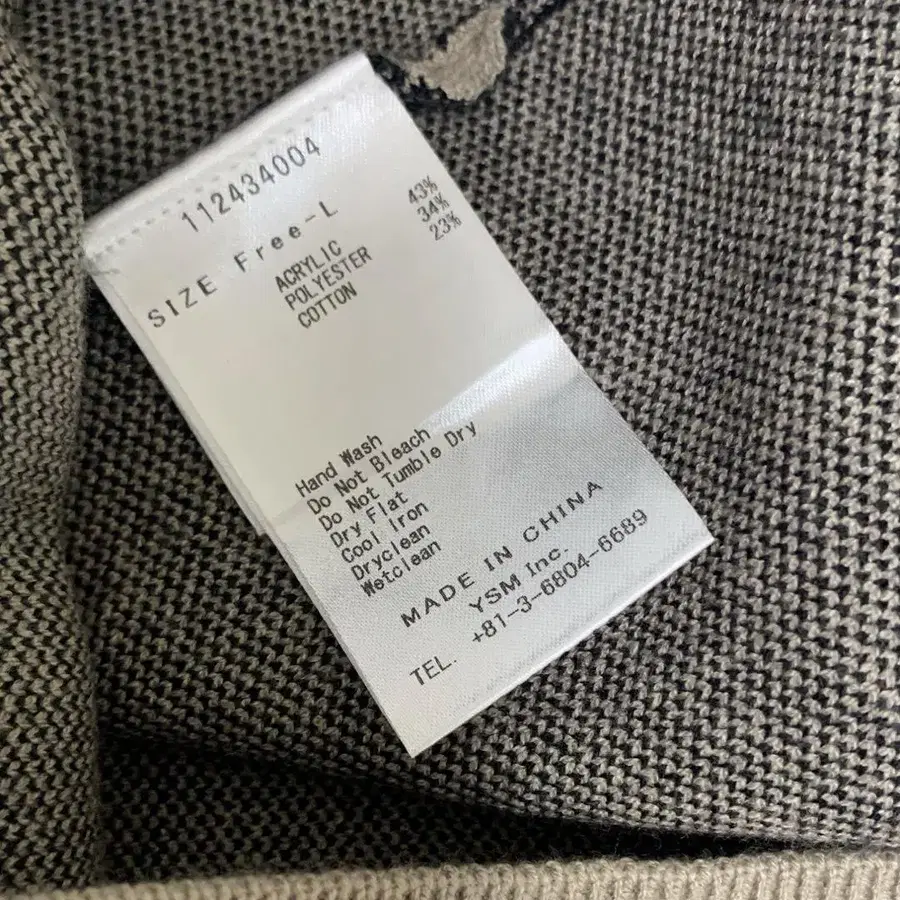 112434004
SIZE Free-L
ACRYLIC 43%
POLYESTER 34%
COTTON 23%
Hand Wash
Do Not Bleach
Do Not Tumble Dry
Dry Flat
Cool Iron
Dryclean
Wetclean
MADE IN CHINA
YSM Inc.
TEL. +81-3-6804-6689